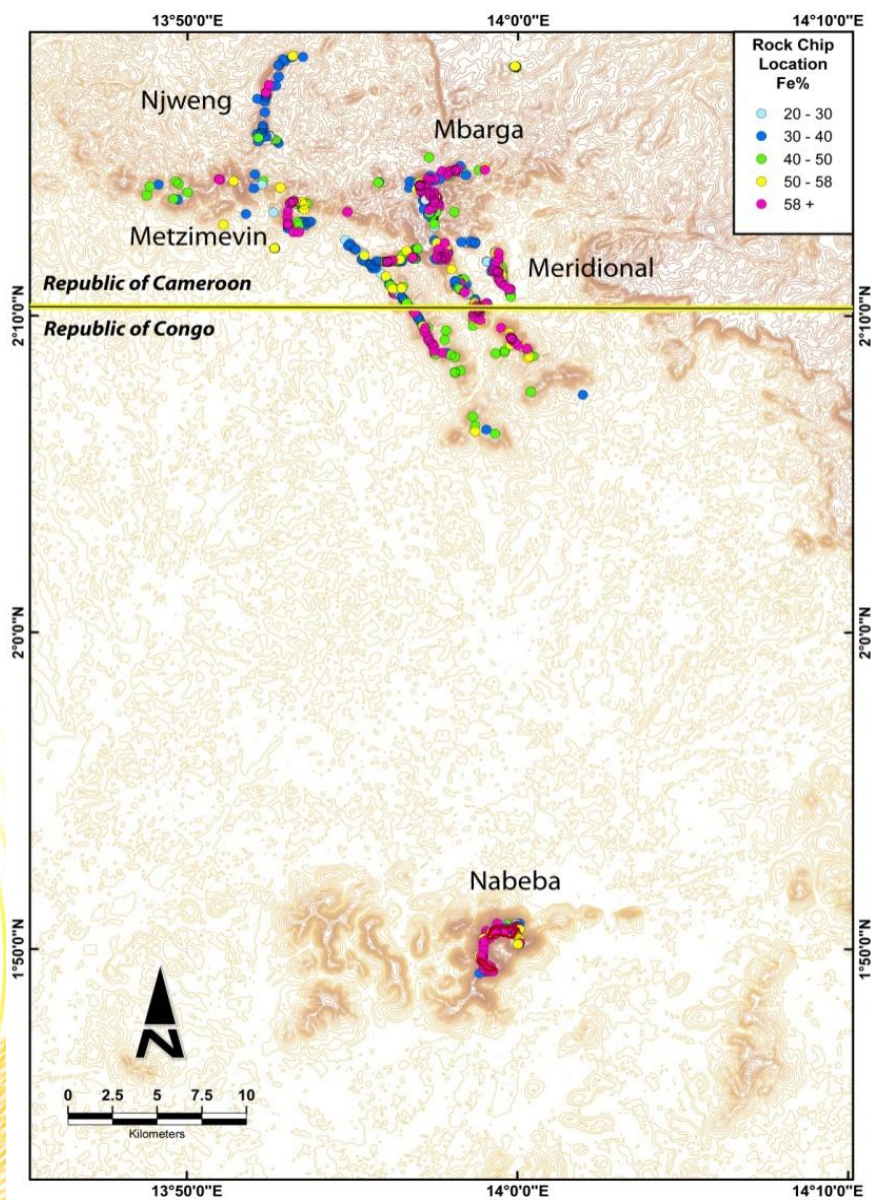 13°50'0"E
14°0'0"E
14°10'0"E
Rock Chip
Location
Fe%
20 - 30
30 - 40
40 - 50
50 - 58
58 +
Njweng
Mbarga
Metzimevin
Meridional
Republic of Cameroon
Republic of Congo
2°10'0"N
2°10'0"N
2°0'0"N
2°0'0"N
Nabeba
1°50'0"N
1°50'0"N
N
0 2.5 5 7.5 10
Kilometers
13°50'0"E
14°0'0"E
14°10'0"E